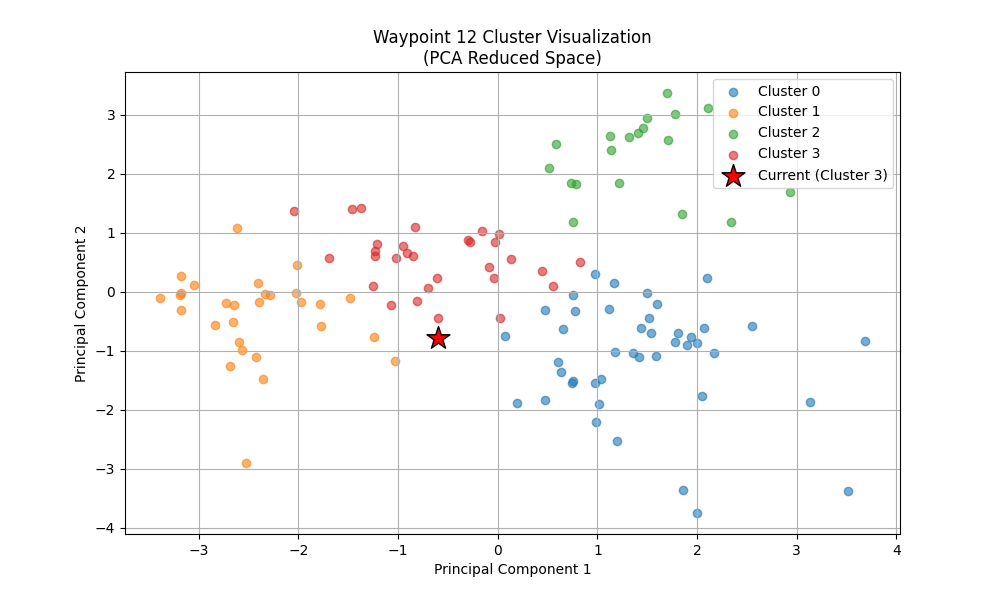 Waypoint 12 Cluster Visualization
(PCA Reduced Space)
Cluster 0
Cluster 1
Cluster 2
Cluster 3
Current (Cluster 3)
3
2
1
0
−1
−2
−3
−4
Principal Component 2
−3 −2 −1 0 1 2 3 4
Principal Component 1